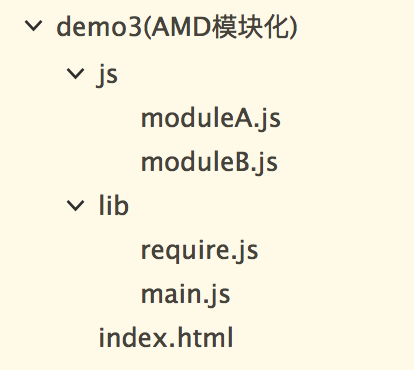 demo3(AMD模块化)
js
moduleA.js
moduleB.js
lib
require.js
main.js
index.html